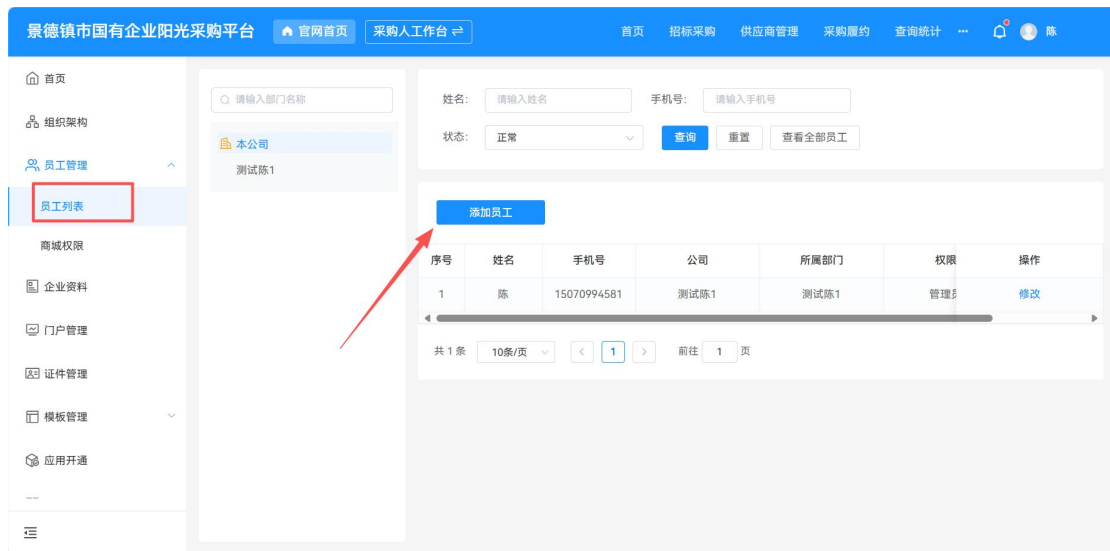 景德镇市国有企业阳光采购平台 官网首页 采购人工作台 首页 招标采购 供应商管理 采购履约 查询统计 ··· 陈
首页
组织架构
员工管理
员工列表
商城权限
企业资料
门户管理
证件管理
模板管理
应用开通
请输入部门名称
本公司
测试陈1
姓名: 请输入姓名 手机号: 请输入手机号
状态: 正常 查询 重置 查看全部员工
添加员工
序号 姓名 手机号 公司 所属部门 权限 操作
1 陈 15070994581 测试陈1 测试陈1 管理员 修改
共 1 条 10条/页 < 1 > 前往 1 页